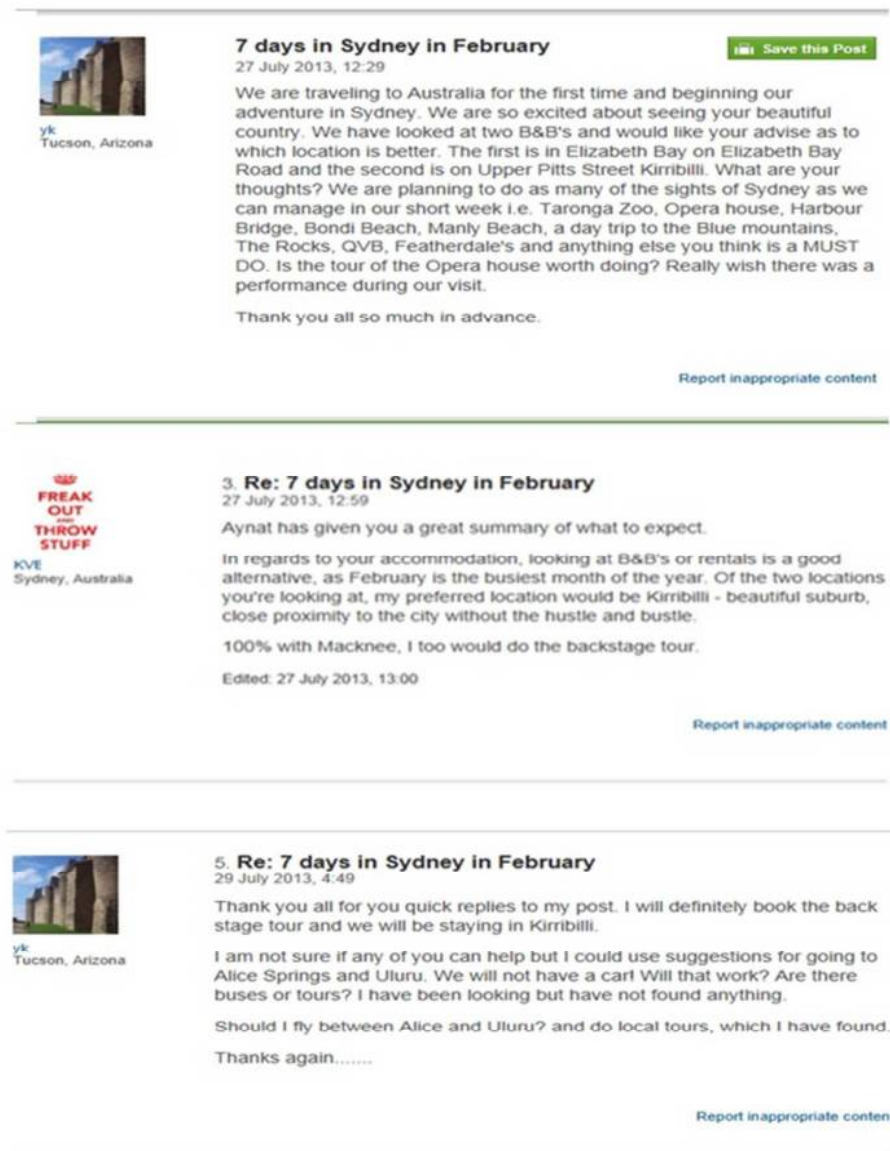 7 days in Sydney in February
Save this Post
27 July 2013, 12:29
We are traveling to Australia for the first time and beginning our
adventure in Sydney. We are so excited about seeing your beautiful
country. We have looked at two B&B's and would like your advise as to
which location is better. The first is in Elizabeth Bay on Elizabeth Bay
Road and the second is on Upper Pitts Street Kirribilli. What are your
thoughts? We are planning to do as many of the sights of Sydney as we
can manage in our short week i.e. Taronga Zoo, Opera house, Harbour
Bridge, Bondi Beach, Manly Beach, a day trip to the Blue mountains,
The Rocks, QVB, Featherdale's and anything else you think is a MUST
DO. Is the tour of the Opera house worth doing? Really wish there was a
performance during our visit.
Thank you all so much in advance.
yk
Tucson, Arizona
Report inappropriate content
FREAK
OUT
AND
THROW
STUFF
KVE
Sydney, Australia
3. Re: 7 days in Sydney in February
27 July 2013, 12:59
Aynat has given you a great summary of what to expect.
In regards to your accommodation, looking at B&B's or rentals is a good
alternative, as February is the busiest month of the year. Of the two locations
you're looking at, my preferred location would be Kirribilli - beautiful suburb,
close proximity to the city without the hustle and bustle.
100% with Macknee, I too would do the backstage tour.
Edited: 27 July 2013, 13:00
Report inappropriate content
yk
Tucson, Arizona
5. Re: 7 days in Sydney in February
29 July 2013, 4:49
Thank you all for you quick replies to my post. I will definitely book the back
stage tour and we will be staying in Kirribilli.
I am not sure if any of you can help but I could use suggestions for going to
Alice Springs and Uluru. We will not have a car! Will that work? Are there
buses or tours? I have been looking but have not found anything.
Should I fly between Alice and Uluru? and do local tours, which I have found.
Thanks again.......
Report inappropriate conten